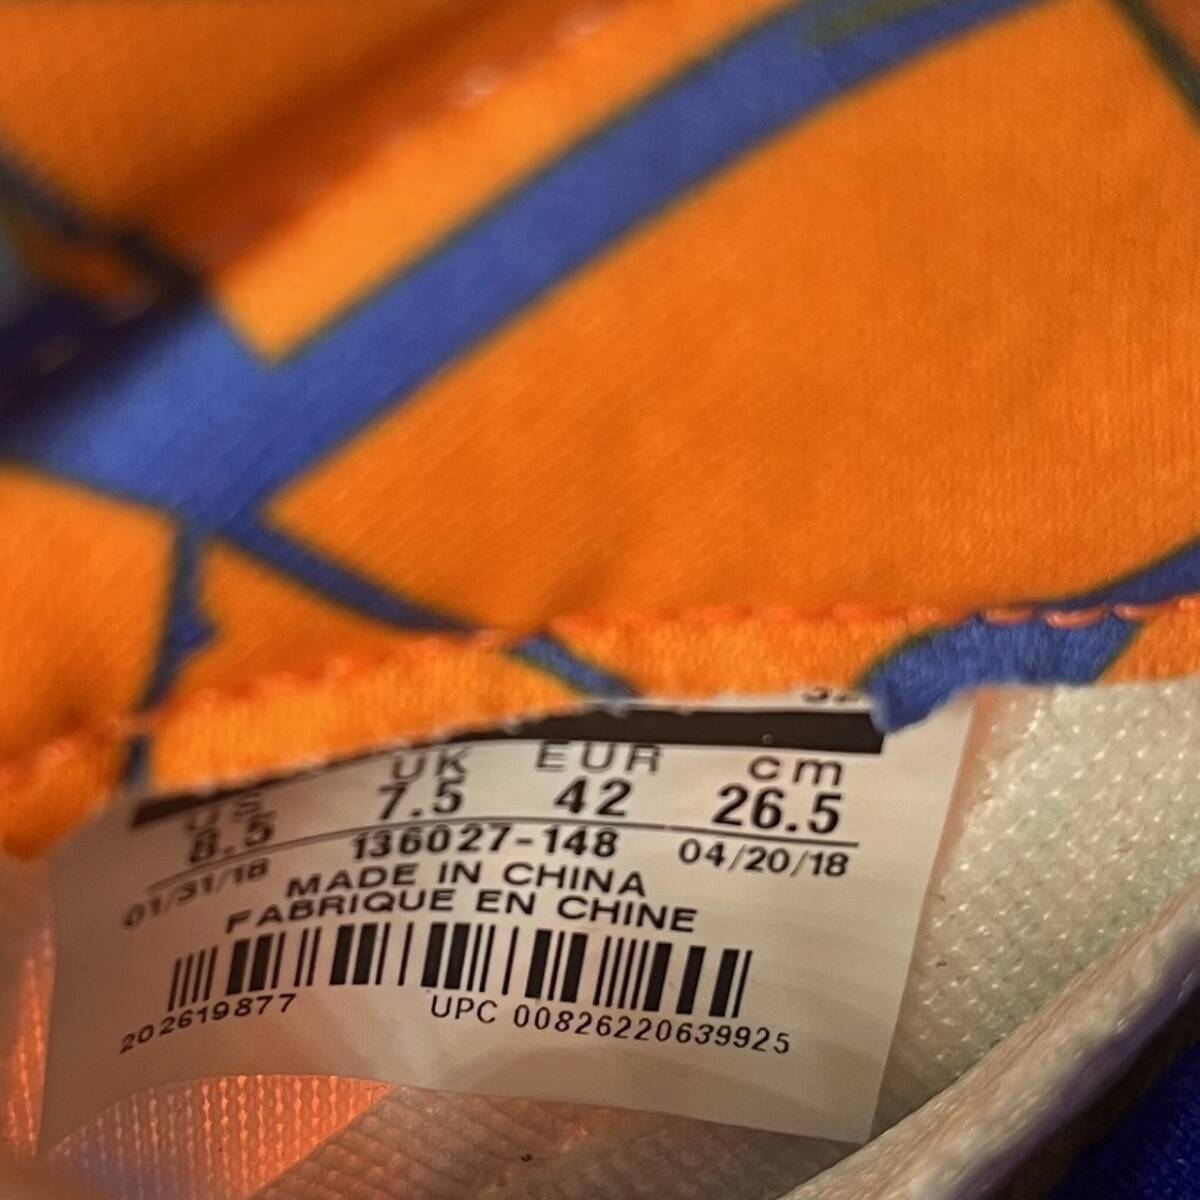 US UK EUR cm
8.5 7.5 42 26.5
01/31/18 136027-148 04/20/18
MADE IN CHINA
FABRIQUE EN CHINE
202619877 UPC 00826220639925